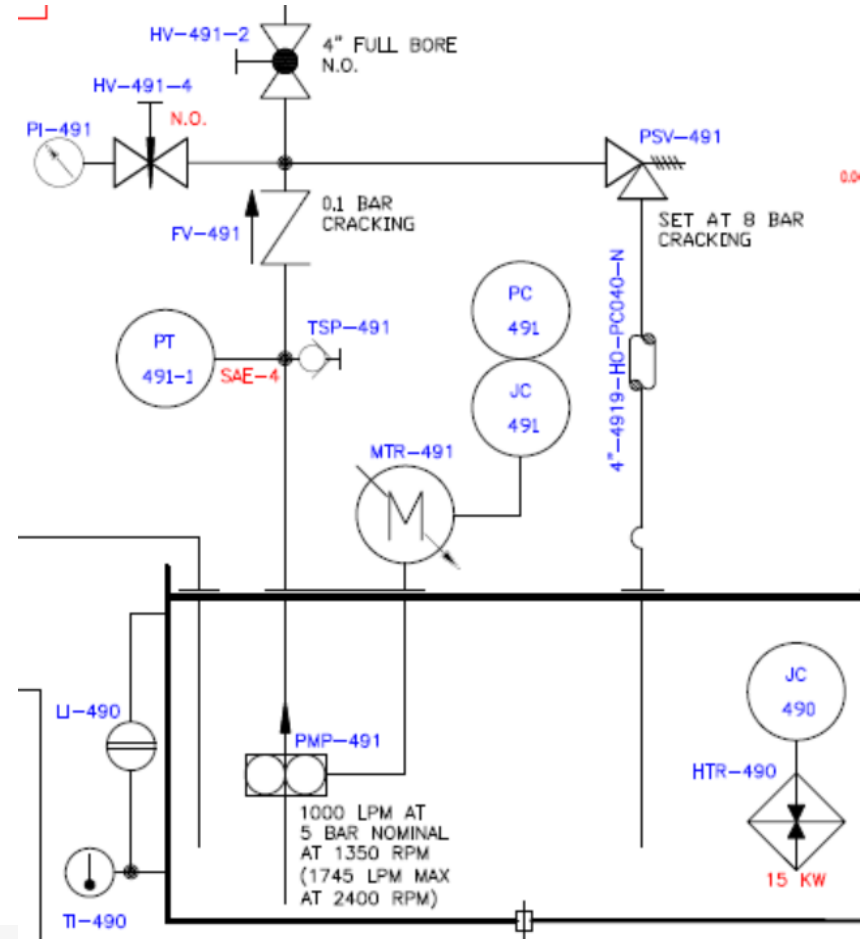 HV-491-2
4" FULL BORE
N.O.
HV-491-4
N.O.
PI-491
PSV-491
0.1 BAR
CRACKING
FV-491
SET AT 8 BAR
CRACKING
4"-4919-HO-PC040-N
PC
491
JC
491
TSP-491
PT
491-1
SAE-4
MTR-491
M
LI-490
PMP-491
1000 LPM AT
5 BAR NOMINAL
AT 1350 RPM
(1745 LPM MAX
AT 2400 RPM)
JC
490
HTR-490
15 KW
TI-490